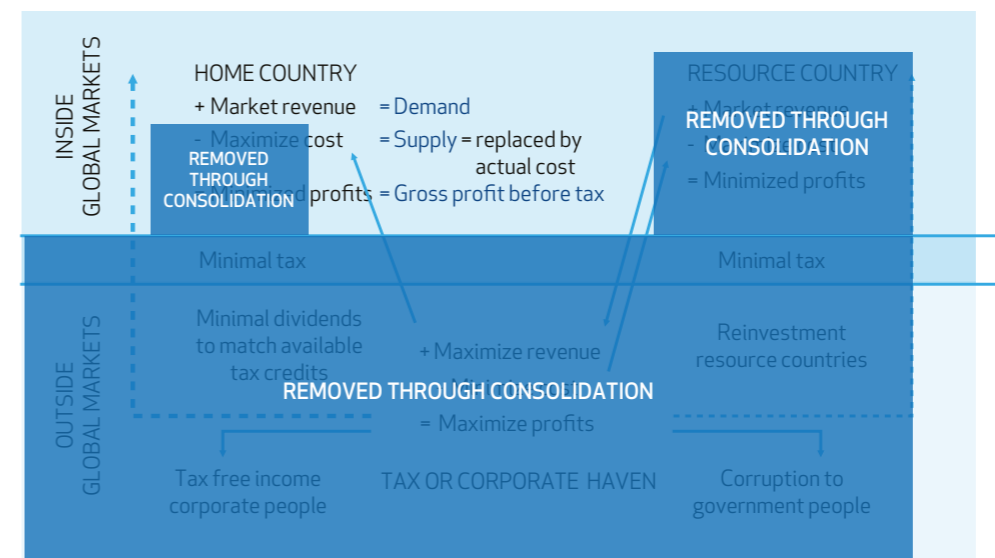 INSIDE
GLOBAL MARKETS
HOME COUNTRY
+ Market revenue = Demand
- Maximize cost = Supply = replaced by
actual cost
= Minimized profits = Gross profit before tax
REMOVED
THROUGH
CONSOLIDATION
RESOURCE COUNTRY
+ Market revenue
-
= Minimized profits
REMOVED THROUGH
CONSOLIDATION
Minimal tax
Minimal tax
OUTSIDE
GLOBAL MARKETS
Minimal dividends
to match available
tax credits
+ Maximize revenue
= Maximize profits
Reinvestment
resource countries
REMOVED THROUGH CONSOLIDATION
Tax free income
corporate people
TAX OR CORPORATE HAVEN
Corruption to
government people